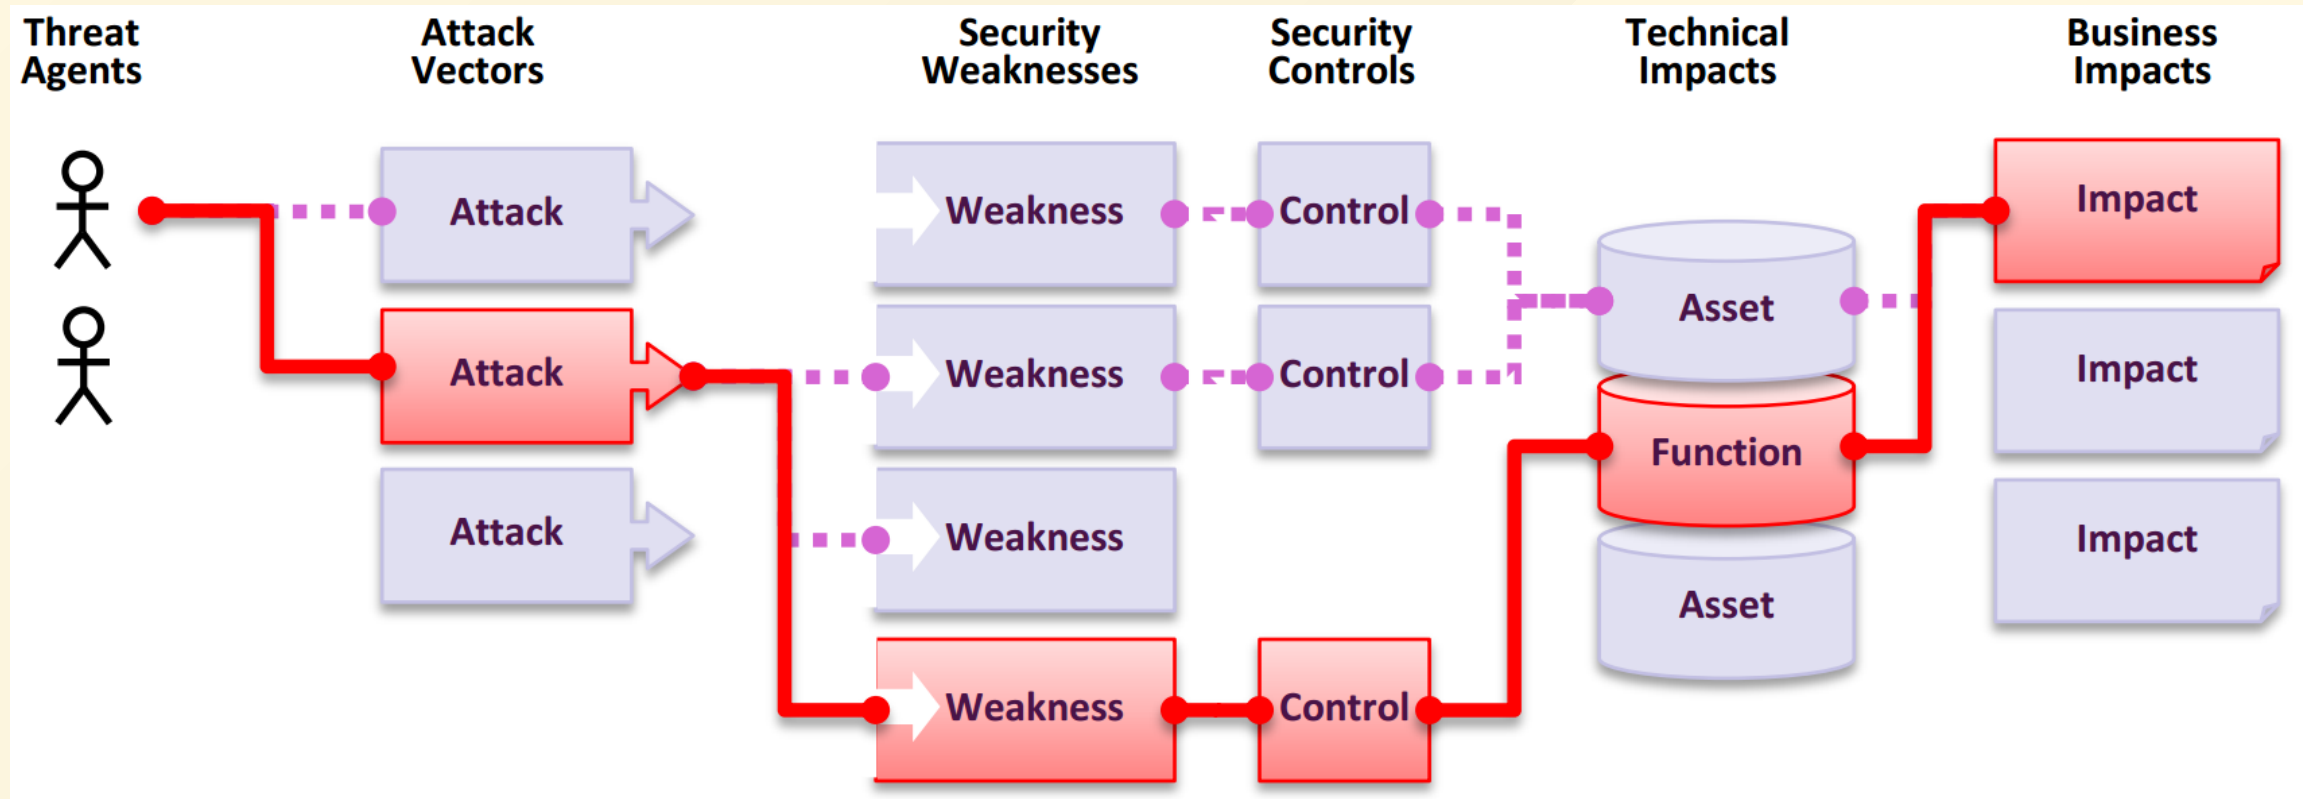 Threat
Agents
Attack
Vectors
Security
Weaknesses
Security
Controls
Technical
Impacts
Business
Impacts
Attack
Weakness
Control
Impact
Asset
Attack
Weakness
Control
Impact
Function
Attack
Weakness
Impact
Asset
Weakness
Control